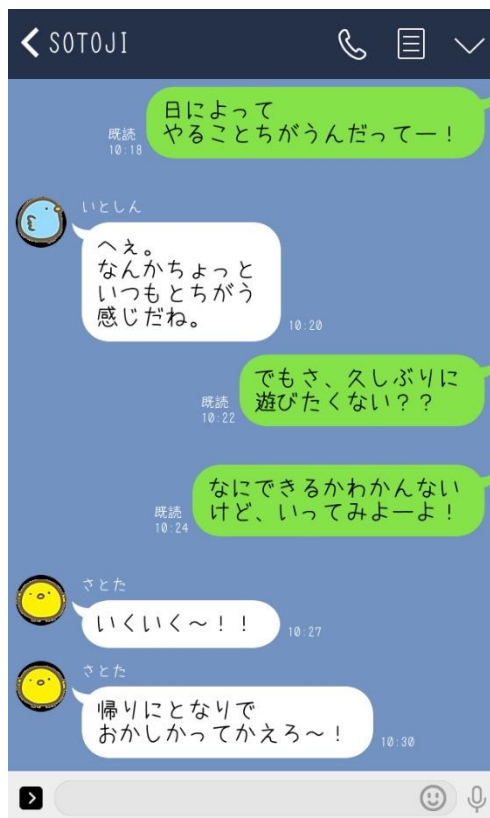 SOTOJI
日によって
やることちがうんだってー！
既読
10:18
いとしん
へぇ。
なんかちょっと
いつもとちがう
感じだね。
10:20
でもさ、久しぶりに
遊びたくない？？
既読
10:22
なにできるかわかんない
けど、いってみよーよ！
既読
10:24
さとた
いくいく～！！
10:27
さとた
帰りにとなりで
おかしかってかえろ～！
10:30